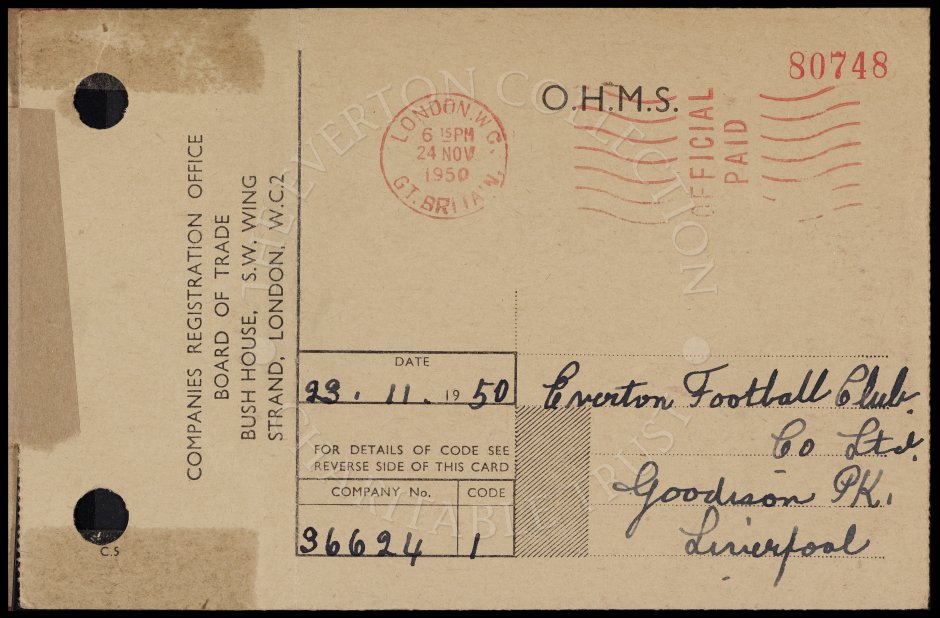 80748
O.H.M.S.
LONDON. W.C.
6 15 PM
24 NOV
1950
GT. BRITAIN.
OFFICIAL
PAID
COMPANIES REGISTRATION OFFICE
BOARD OF TRADE
BUSH HOUSE, S.W. WING
STRAND, LONDON, W.C.2
DATE
23. 11. 1950
FOR DETAILS OF CODE SEE
REVERSE SIDE OF THIS CARD
COMPANY No. CODE
36624 1
Everton Football Club.
Co Ltd.
Goodison PK.
Liverpool
C.5
THE EVERTON COLLECTION
CHARITABLE TRUST